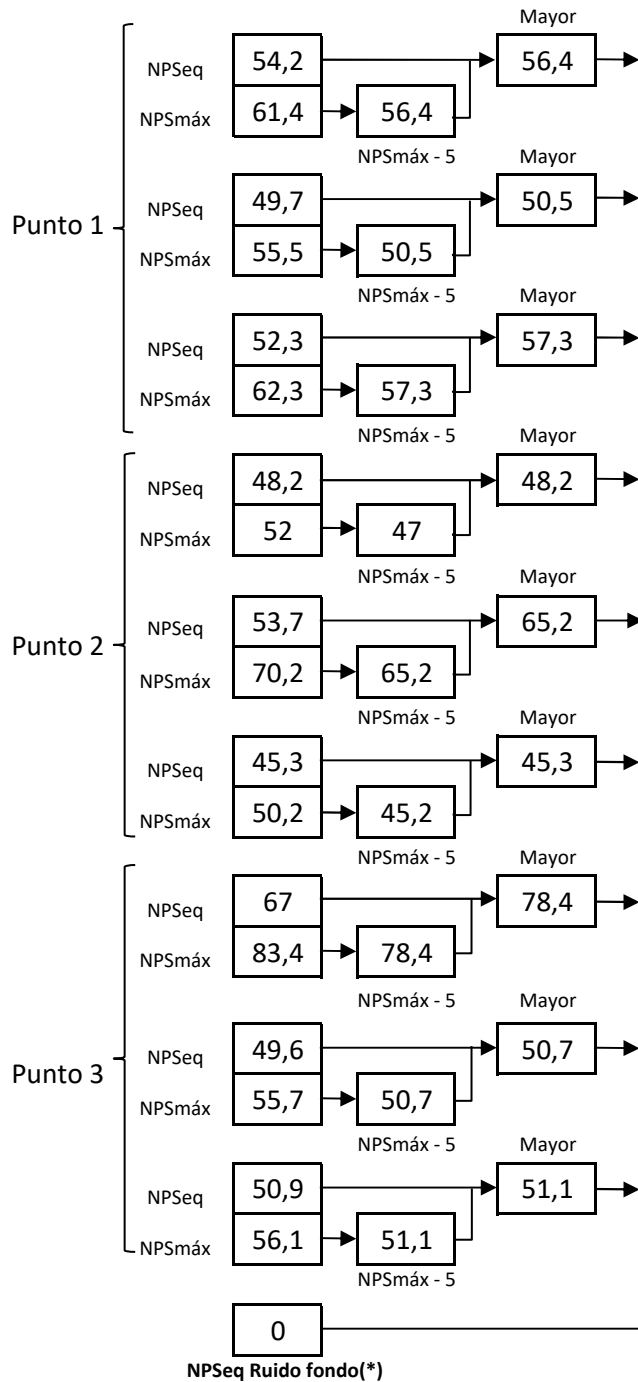 Mayor
NPSeq 54,2 56,4
NPSmáx 61,4 56,4
NPSmáx - 5 Mayor
Punto 1
NPSeq 49,7 50,5
NPSmáx 55,5 50,5
NPSmáx - 5 Mayor
NPSeq 52,3 57,3
NPSmáx 62,3 57,3
NPSmáx - 5 Mayor
NPSeq 48,2 48,2
NPSmáx 52 47
NPSmáx - 5 Mayor
Punto 2
NPSeq 53,7 65,2
NPSmáx 70,2 65,2
NPSmáx - 5 Mayor
NPSeq 45,3 45,3
NPSmáx 50,2 45,2
NPSmáx - 5 Mayor
NPSeq 67 78,4
NPSmáx 83,4 78,4
NPSmáx - 5 Mayor
Punto 3
NPSeq 49,6 50,7
NPSmáx 55,7 50,7
NPSmáx - 5 Mayor
NPSeq 50,9 51,1
NPSmáx 56,1 51,1
NPSmáx - 5
0
NPSeq Ruido fondo(*)